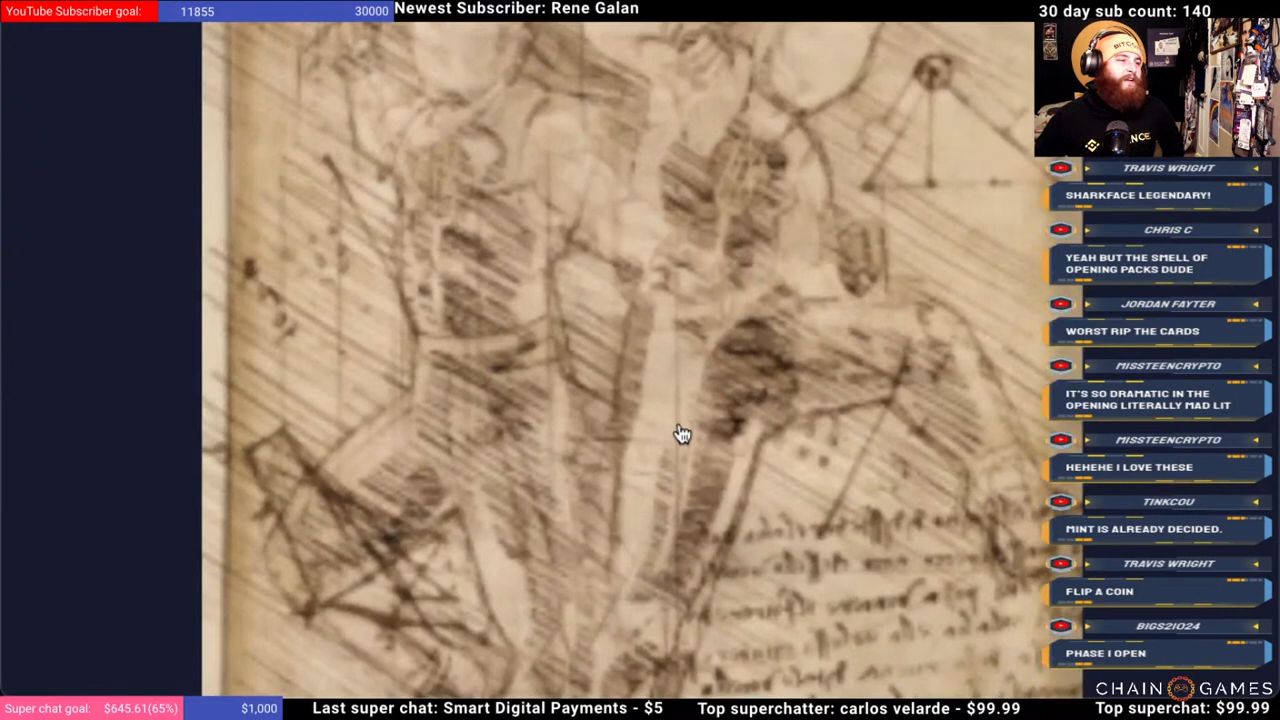 YouTube Subscriber goal: 11855 30000 Newest Subscriber: Rene Galan 30 day sub count: 140
BITCO
NANCE
TRAVIS WRIGHT
SHARKFACE LEGENDARY!
CHRIS C
YEAH BUT THE SMELL OF
OPENING PACKS DUDE
JORDAN FAYTER
WORST RIP THE CARDS
MISSTEENCRYPTO
IT'S SO DRAMATIC IN THE
OPENING LITERALLY MAD LIT
MISSTEENCRYPTO
HEHEHE I LOVE THESE
TINKCOU
MINT IS ALREADY DECIDED.
TRAVIS WRIGHT
FLIP A COIN
BIGS21024
PHASE 1 OPEN
CHAIN GAMES
Super chat goal: $645.61(65%) $1,000 Last super chat: Smart Digital Payments - $5 Top superchatter: carlos velarde - $99.99 Top superchat: $99.99